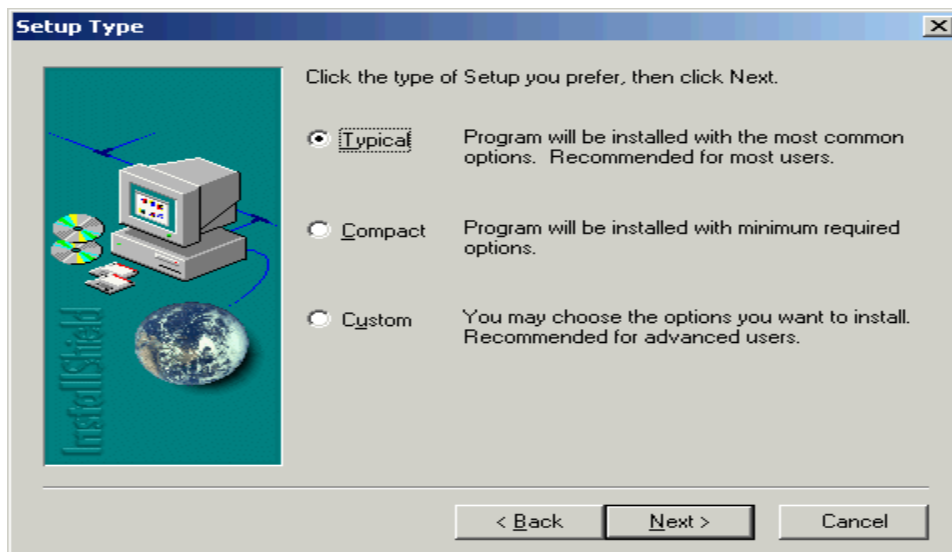 Setup Type
Click the type of Setup you prefer, then click Next.
Typical
Program will be installed with the most common
options.  Recommended for most users.
Compact
Program will be installed with minimum required
options.
Custom
You may choose the options you want to install.
Recommended for advanced users.
InstallShield
< Back
Next >
Cancel